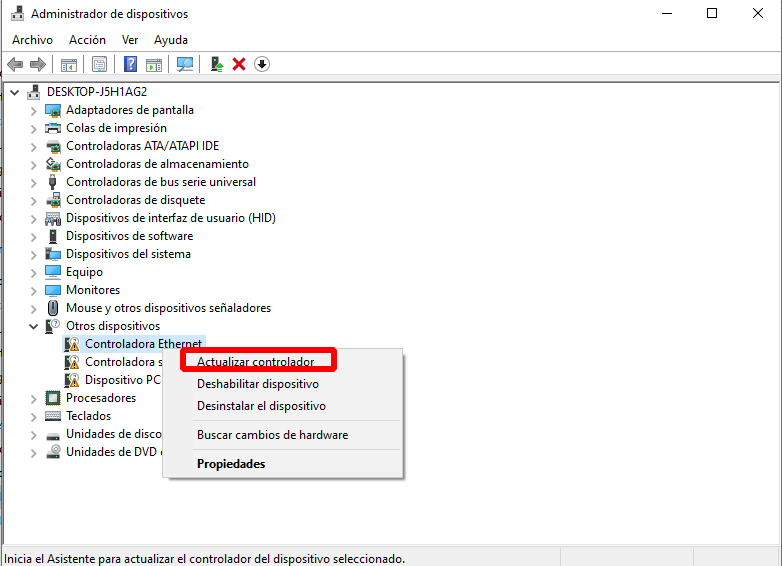 Administrador de dispositivos
Archivo Acción Ver Ayuda
DESKTOP-J5H1AG2
Adaptadores de pantalla
Colas de impresión
Controladoras ATA/ATAPI IDE
Controladoras de almacenamiento
Controladoras de bus serie universal
Controladoras de disquete
Dispositivos de interfaz de usuario (HID)
Dispositivos de software
Dispositivos del sistema
Equipo
Monitores
Mouse y otros dispositivos señaladores
Otros dispositivos
Controladora Ethernet
Controladora s
Dispositivo PC
Procesadores
Teclados
Unidades de disco
Unidades de DVD
Actualizar controlador
Deshabilitar dispositivo
Desinstalar el dispositivo
Buscar cambios de hardware
Propiedades
Inicia el Asistente para actualizar el controlador del dispositivo seleccionado.